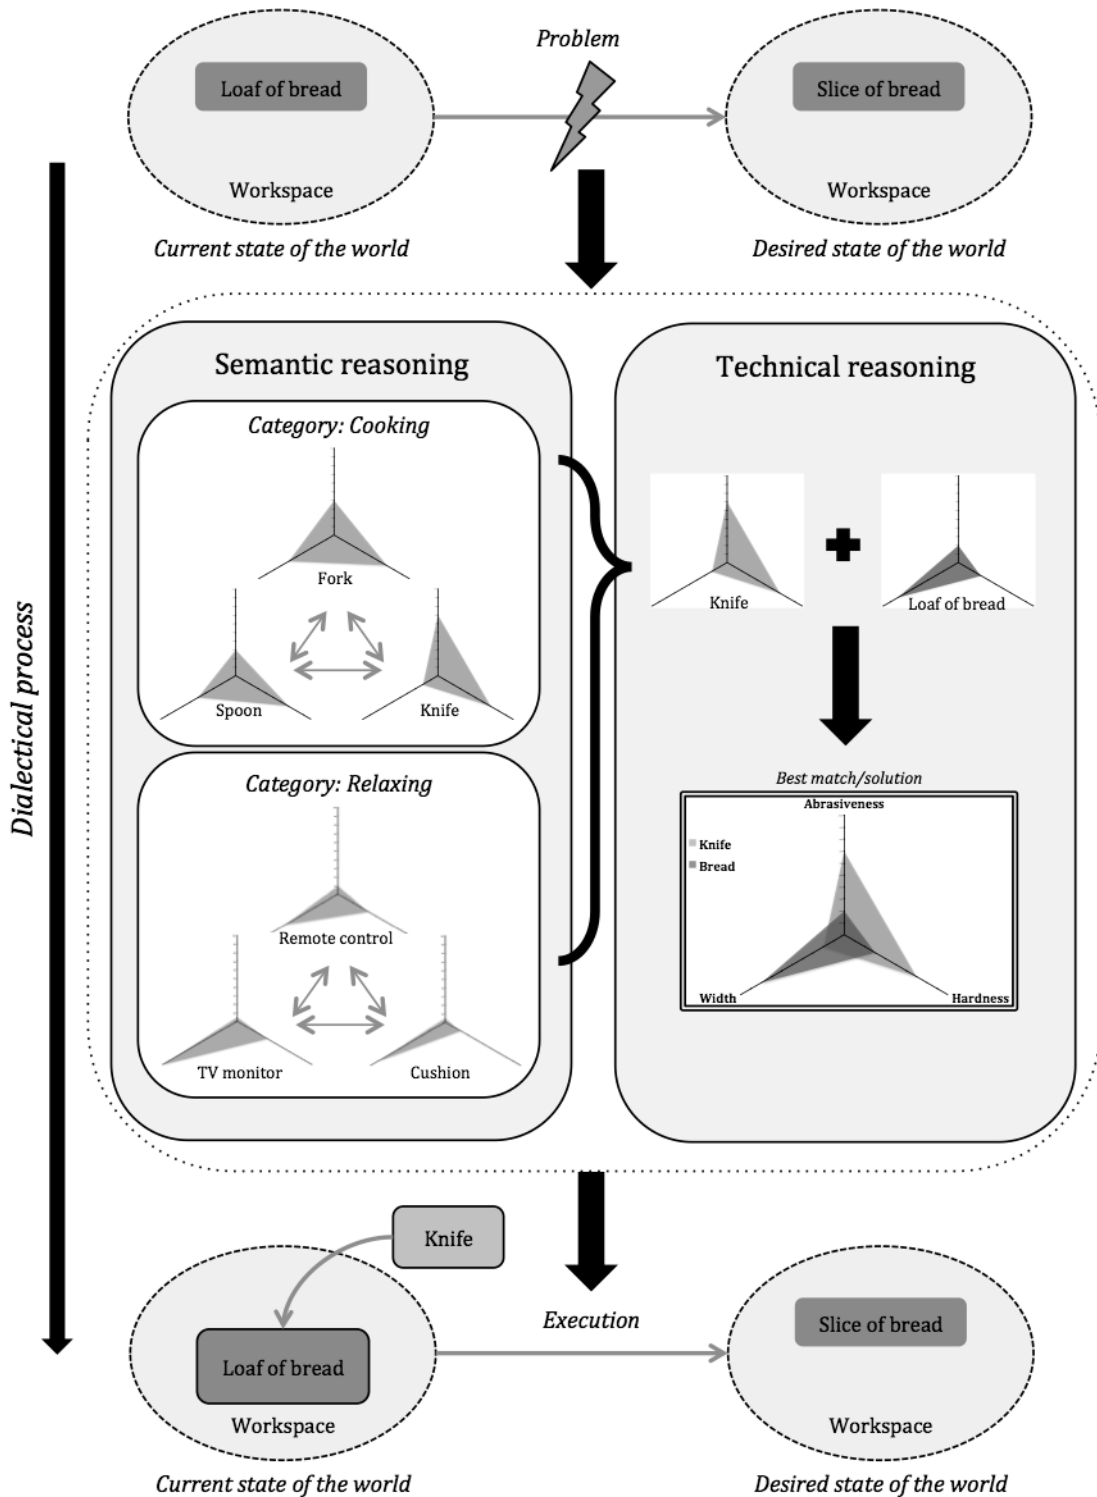 Problem
Loaf of bread
Slice of bread
Workspace
Workspace
Current state of the world
Desired state of the world
Dialectical process
Semantic reasoning
Technical reasoning
Category: Cooking
Fork
Spoon
Knife
Knife
Loaf of bread
Category: Relaxing
Remote control
TV monitor
Cushion
Best match/solution
Abrasiveness
Knife
Bread
Width
Hardness
Knife
Execution
Loaf of bread
Slice of bread
Workspace
Workspace
Current state of the world
Desired state of the world